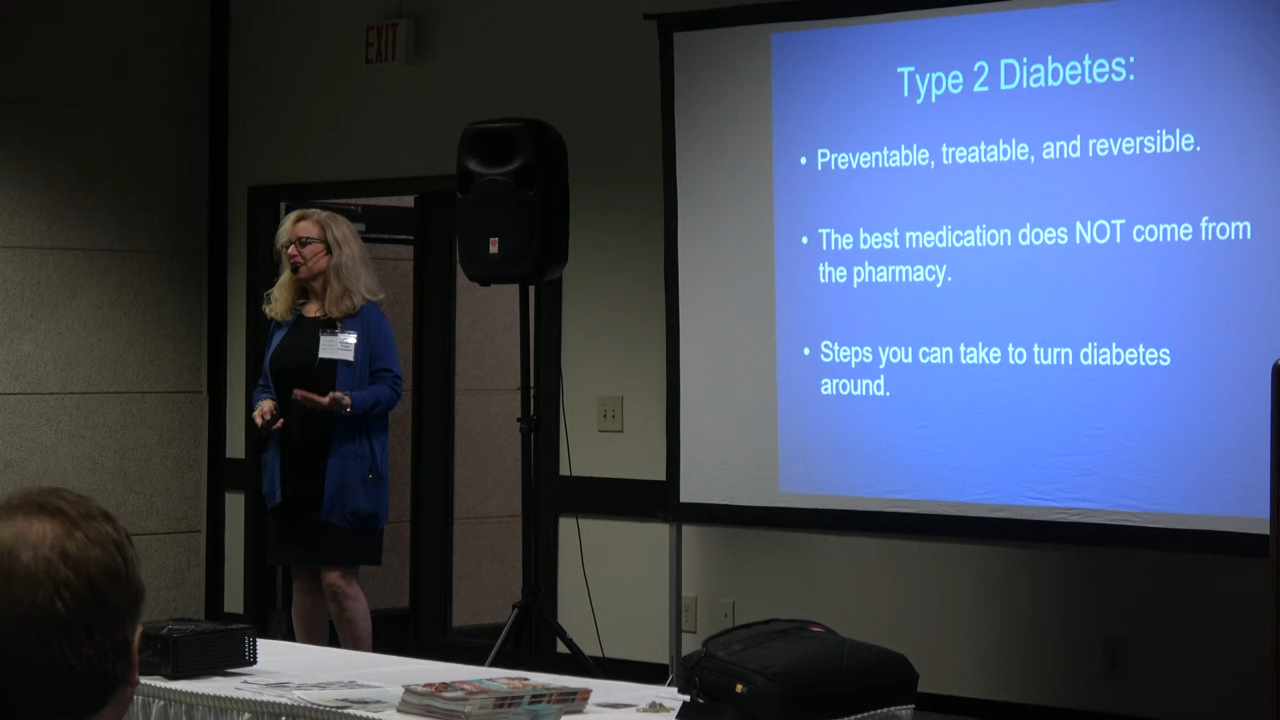 EXIT
Type 2 Diabetes:
• Preventable, treatable, and reversible.
• The best medication does NOT come from
the pharmacy.
• Steps you can take to turn diabetes
around.